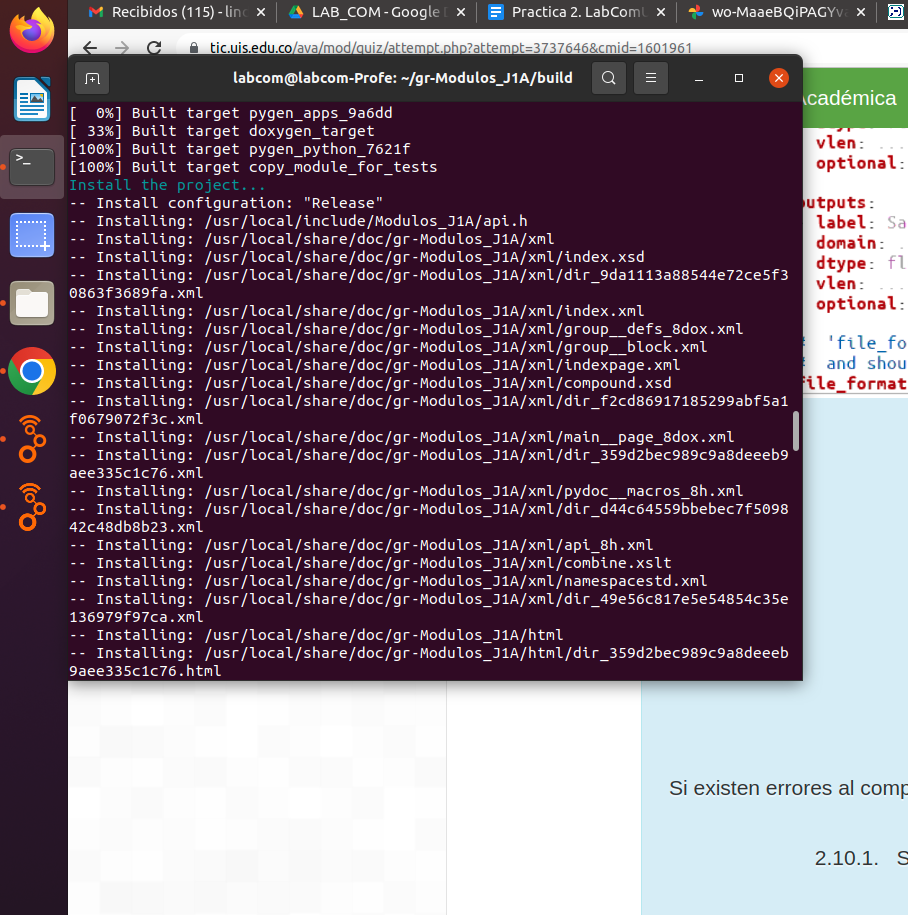 Recibidos (115) - linc
LAB_COM - Google
Practica 2. LabCom
wo-MaaeBQiPAGYv
tic.uis.edu.co/ava/mod/quiz/attempt.php?attempt=3737646&cmid=1601961
labcom@labcom-Profe: ~/gr-Modulos_J1A/build
[  0%] Built target pygen_apps_9a6dd
[ 33%] Built target doxygen_target
[100%] Built target pygen_python_7621f
[100%] Built target copy_module_for_tests
Install the project...
-- Install configuration: "Release"
-- Installing: /usr/local/include/Modulos_J1A/api.h
-- Installing: /usr/local/share/doc/gr-Modulos_J1A/xml
-- Installing: /usr/local/share/doc/gr-Modulos_J1A/xml/index.xsd
-- Installing: /usr/local/share/doc/gr-Modulos_J1A/xml/dir_9da1113a88544e72ce5f3
0863f3689fa.xml
-- Installing: /usr/local/share/doc/gr-Modulos_J1A/xml/index.xml
-- Installing: /usr/local/share/doc/gr-Modulos_J1A/xml/group__defs_8dox.xml
-- Installing: /usr/local/share/doc/gr-Modulos_J1A/xml/group__block.xml
-- Installing: /usr/local/share/doc/gr-Modulos_J1A/xml/indexpage.xml
-- Installing: /usr/local/share/doc/gr-Modulos_J1A/xml/compound.xsd
-- Installing: /usr/local/share/doc/gr-Modulos_J1A/xml/dir_f2cd86917185299abf5a1
f0679072f3c.xml
-- Installing: /usr/local/share/doc/gr-Modulos_J1A/xml/main__page_8dox.xml
-- Installing: /usr/local/share/doc/gr-Modulos_J1A/xml/dir_359d2bec989c9a8deeeb9
aee335c1c76.xml
-- Installing: /usr/local/share/doc/gr-Modulos_J1A/xml/pydoc__macros_8h.xml
-- Installing: /usr/local/share/doc/gr-Modulos_J1A/xml/dir_d44c64559bbebec7f5098
42c48db8b23.xml
-- Installing: /usr/local/share/doc/gr-Modulos_J1A/xml/api_8h.xml
-- Installing: /usr/local/share/doc/gr-Modulos_J1A/xml/combine.xslt
-- Installing: /usr/local/share/doc/gr-Modulos_J1A/xml/namespacestd.xml
-- Installing: /usr/local/share/doc/gr-Modulos_J1A/xml/dir_49e56c817e5e54854c35e
136979f97ca.xml
-- Installing: /usr/local/share/doc/gr-Modulos_J1A/html
-- Installing: /usr/local/share/doc/gr-Modulos_J1A/html/dir_359d2bec989c9a8deeeb
9aee335c1c76.html
Académica
vlen: ...
optional:
outputs:
label: Sa
domain: .
dtype: fl
vlen: ...
optional:
# 'file_fo
# and shou
file_format
Si existen errores al comp
2.10.1. S